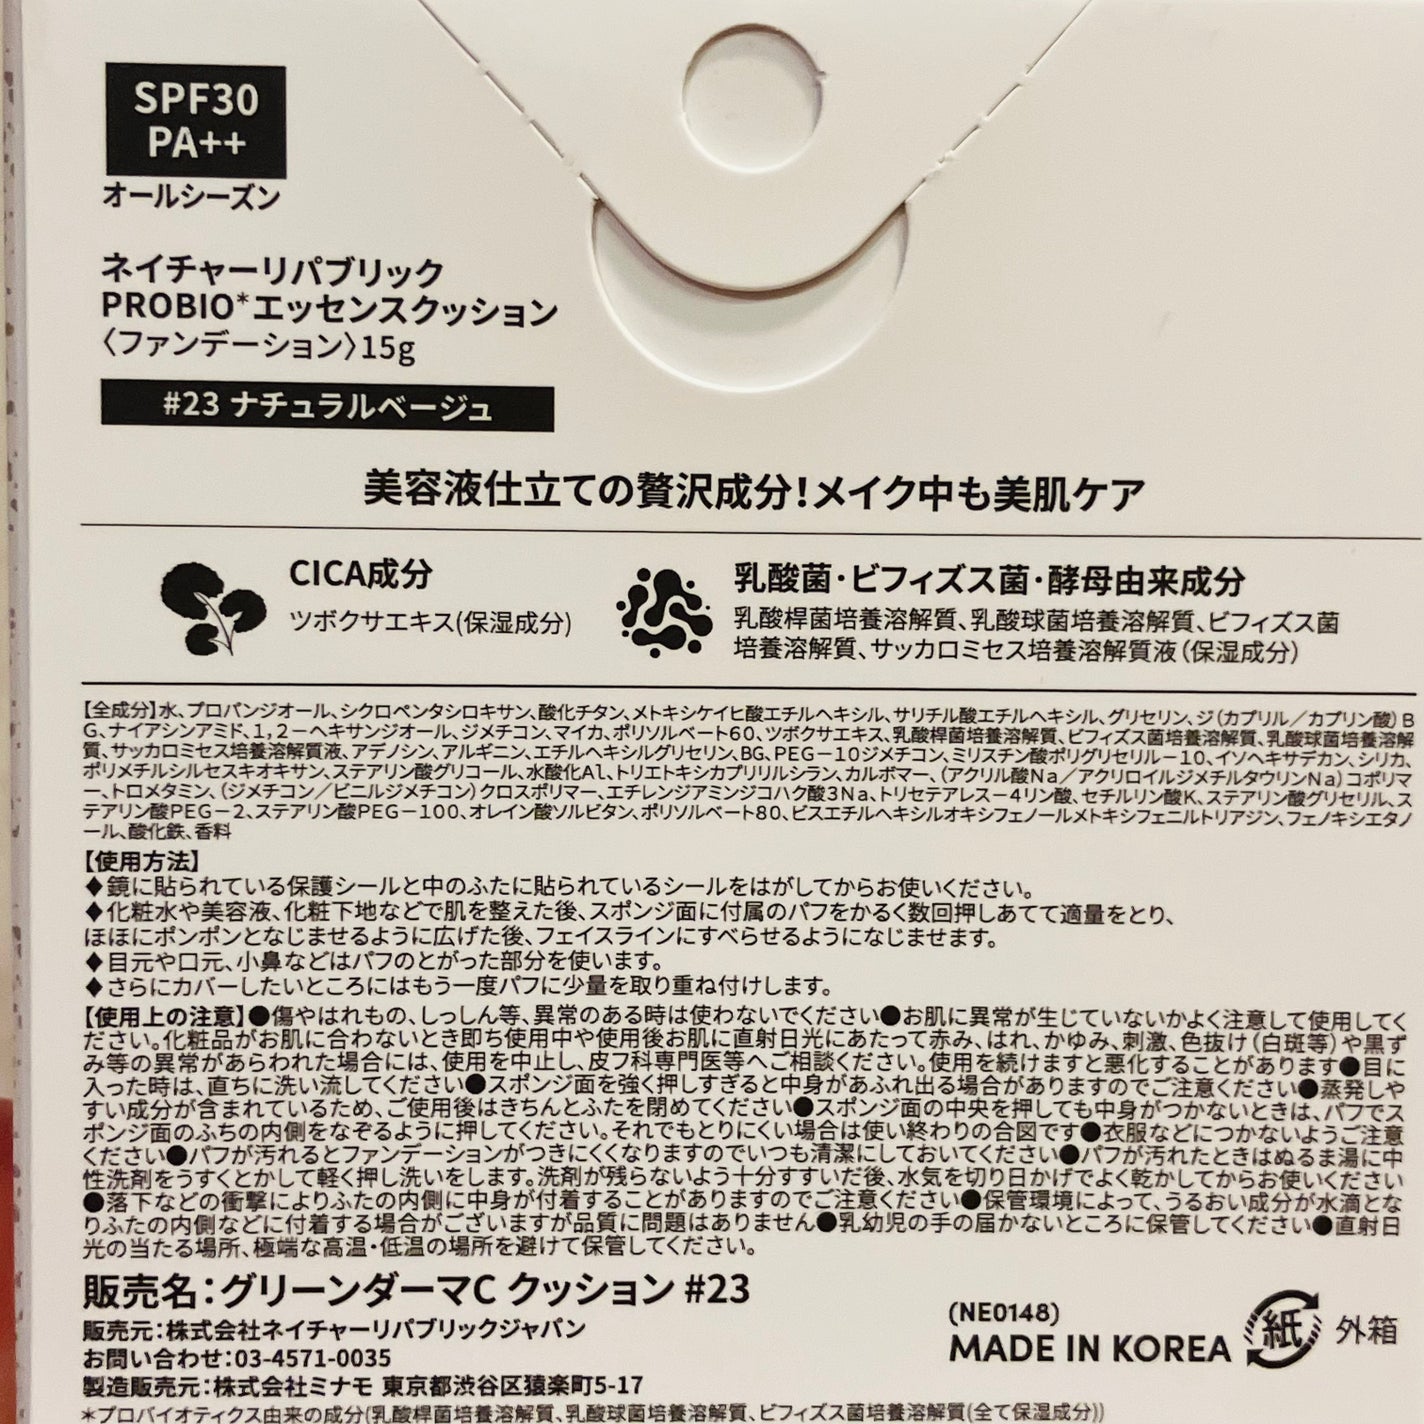 SPF30
PA++
オールシーズン
ネイチャーリパブリック
PROBIO*エッセンスクッション
〈ファンデーション〉15g
#23 ナチュラルベージュ
美容液仕立ての贅沢成分!メイク中も美肌ケア
CICA成分
ツボクサエキス(保湿成分)
乳酸菌・ビフィズス菌・酵母由来成分
乳酸桿菌培養溶解質、乳酸球菌培養溶解質、ビフィズス菌
培養溶解質、サッカロミセス培養溶解質液(保湿成分)
【全成分】水、プロパンジオール、シクロペンタシロキサン、酸化チタン、メトキシケイヒ酸エチルヘキシル、サリチル酸エチルヘキシル、グリセリン、ジ(カプリル/カプリン酸)B
G、ナイアシンアミド、1,2-ヘキサンジオール、ジメチコン、マイカ、ポリソルベート60、ツボクサエキス、乳酸桿菌培養溶解質、ビフィズス菌培養溶解質、乳酸球菌培養溶解
質、サッカロミセス培養溶解質液、アデノシン、アルギニン、エチルヘキシルグリセリン、BG、PEG-10ジメチコン、ミリスチン酸ポリグリセリル-10、イソヘキサデカン、シリカ、
ポリメチルシルセスキオキサン、ステアリン酸グリコール、水酸化Al、トリエトキシカプリリルシラン、カルボマー、(アクリル酸Na/アクリロイルジメチルタウリンNa)コポリマ
ー、トロメタミン、(ジメチコン/ビニルジメチコン)クロスポリマー、エチレンジアミンジコハク酸3Na、トリセテアレス-4リン酸、セチルリン酸K、ステアリン酸グリセリル、ス
テアリン酸PEG-2、ステアリン酸PEG-100、オレイン酸ソルビタン、ポリソルベート80、ビスエチルヘキシルオキシフェノールメトキシフェニルトリアジン、フェノキシエタノ
ール、酸化鉄、香料
【使用方法】
◆鏡に貼られている保護シールと中のふたに貼られているシールをはがしてからお使いください。
◆化粧水や美容液、化粧下地などで肌を整えた後、スポンジ面に付属のパフをかるく数回押しあてて適量をとり、
ほほにポンポンとなじませるように広げた後、フェイスラインにすべらせるようになじませます。
◆目元や口元、小鼻などはパフのとがった部分を使います。
◆さらにカバーしたいところにはもう一度パフに少量を取り重ね付けします。
【使用上の注意】●傷やはれもの、しっしん等、異常のある時は使わないでください●お肌に異常が生じていないかよく注意して使用してく
ださい。化粧品がお肌に合わないとき即ち使用中や使用後お肌に直射日光にあたって赤み、はれ、かゆみ、刺激、色抜け(白斑等)や黒ず
み等の異常があらわれた場合には、使用を中止し、皮フ科専門医等へご相談ください。使用を続けますと悪化することがあります●目に
入った時は、直ちに洗い流してください●スポンジ面を強く押しすぎると中身があふれ出る場合がありますのでご注意ください●蒸発しや
すい成分が含まれているため、ご使用後はきちんとふたを閉めてください●スポンジ面の中央を押しても中身がつかないときは、パフでス
ポンジ面のふちの内側をなぞるように押してください。それでもとりにくい場合は使い終わりの合図です●衣服などにつかないようご注意
ください●パフが汚れるとファンデーションがつきにくくなりますのでいつも清潔にしておいてください●パフが汚れたときはぬるま湯に中
性洗剤をうすくとかして軽く押し洗いをします。洗剤が残らないよう十分すすいだ後、水気を切り日かげでよく乾かしてからお使いください
●落下などの衝撃によりふたの内側に中身が付着することがありますのでご注意ください●保管環境によって、うるおい成分が水滴とな
りふたの内側などに付着する場合がございますが品質に問題はありません●乳幼児の手の届かないところに保管してください●直射日
光の当たる場所、極端な高温・低温の場所を避けて保管してください。
販売名:グリーンダーマC クッション #23
販売元:株式会社ネイチャーリパブリックジャパン
お問い合わせ:03-4571-0035
製造販売元:株式会社ミナモ 東京都渋谷区猿楽町5-17
(NE0148)
MADE IN KOREA
紙 外箱
*プロバイオティクス由来の成分(乳酸桿菌培養溶解質、乳酸球菌培養溶解質、ビフィズス菌培養溶解質(全て保湿成分))